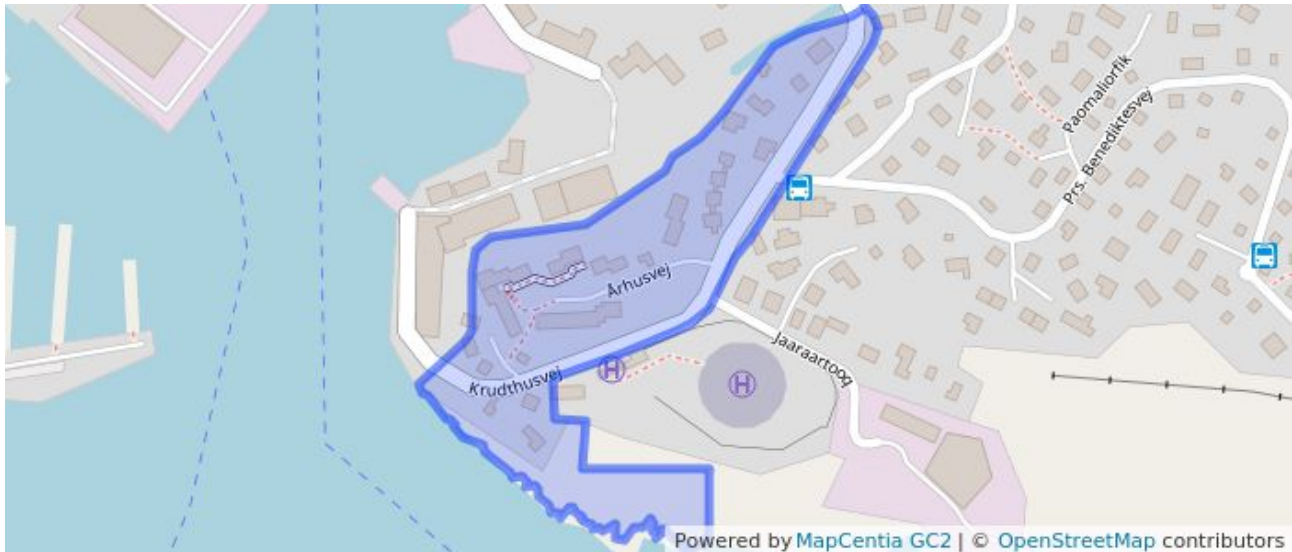 Paomaliorfik
Prs. Benediktesvej
Århusvej
Jaaraartooq
H
H
Krudthusvej
Powered by MapCentia GC2 | © OpenStreetMap contributors